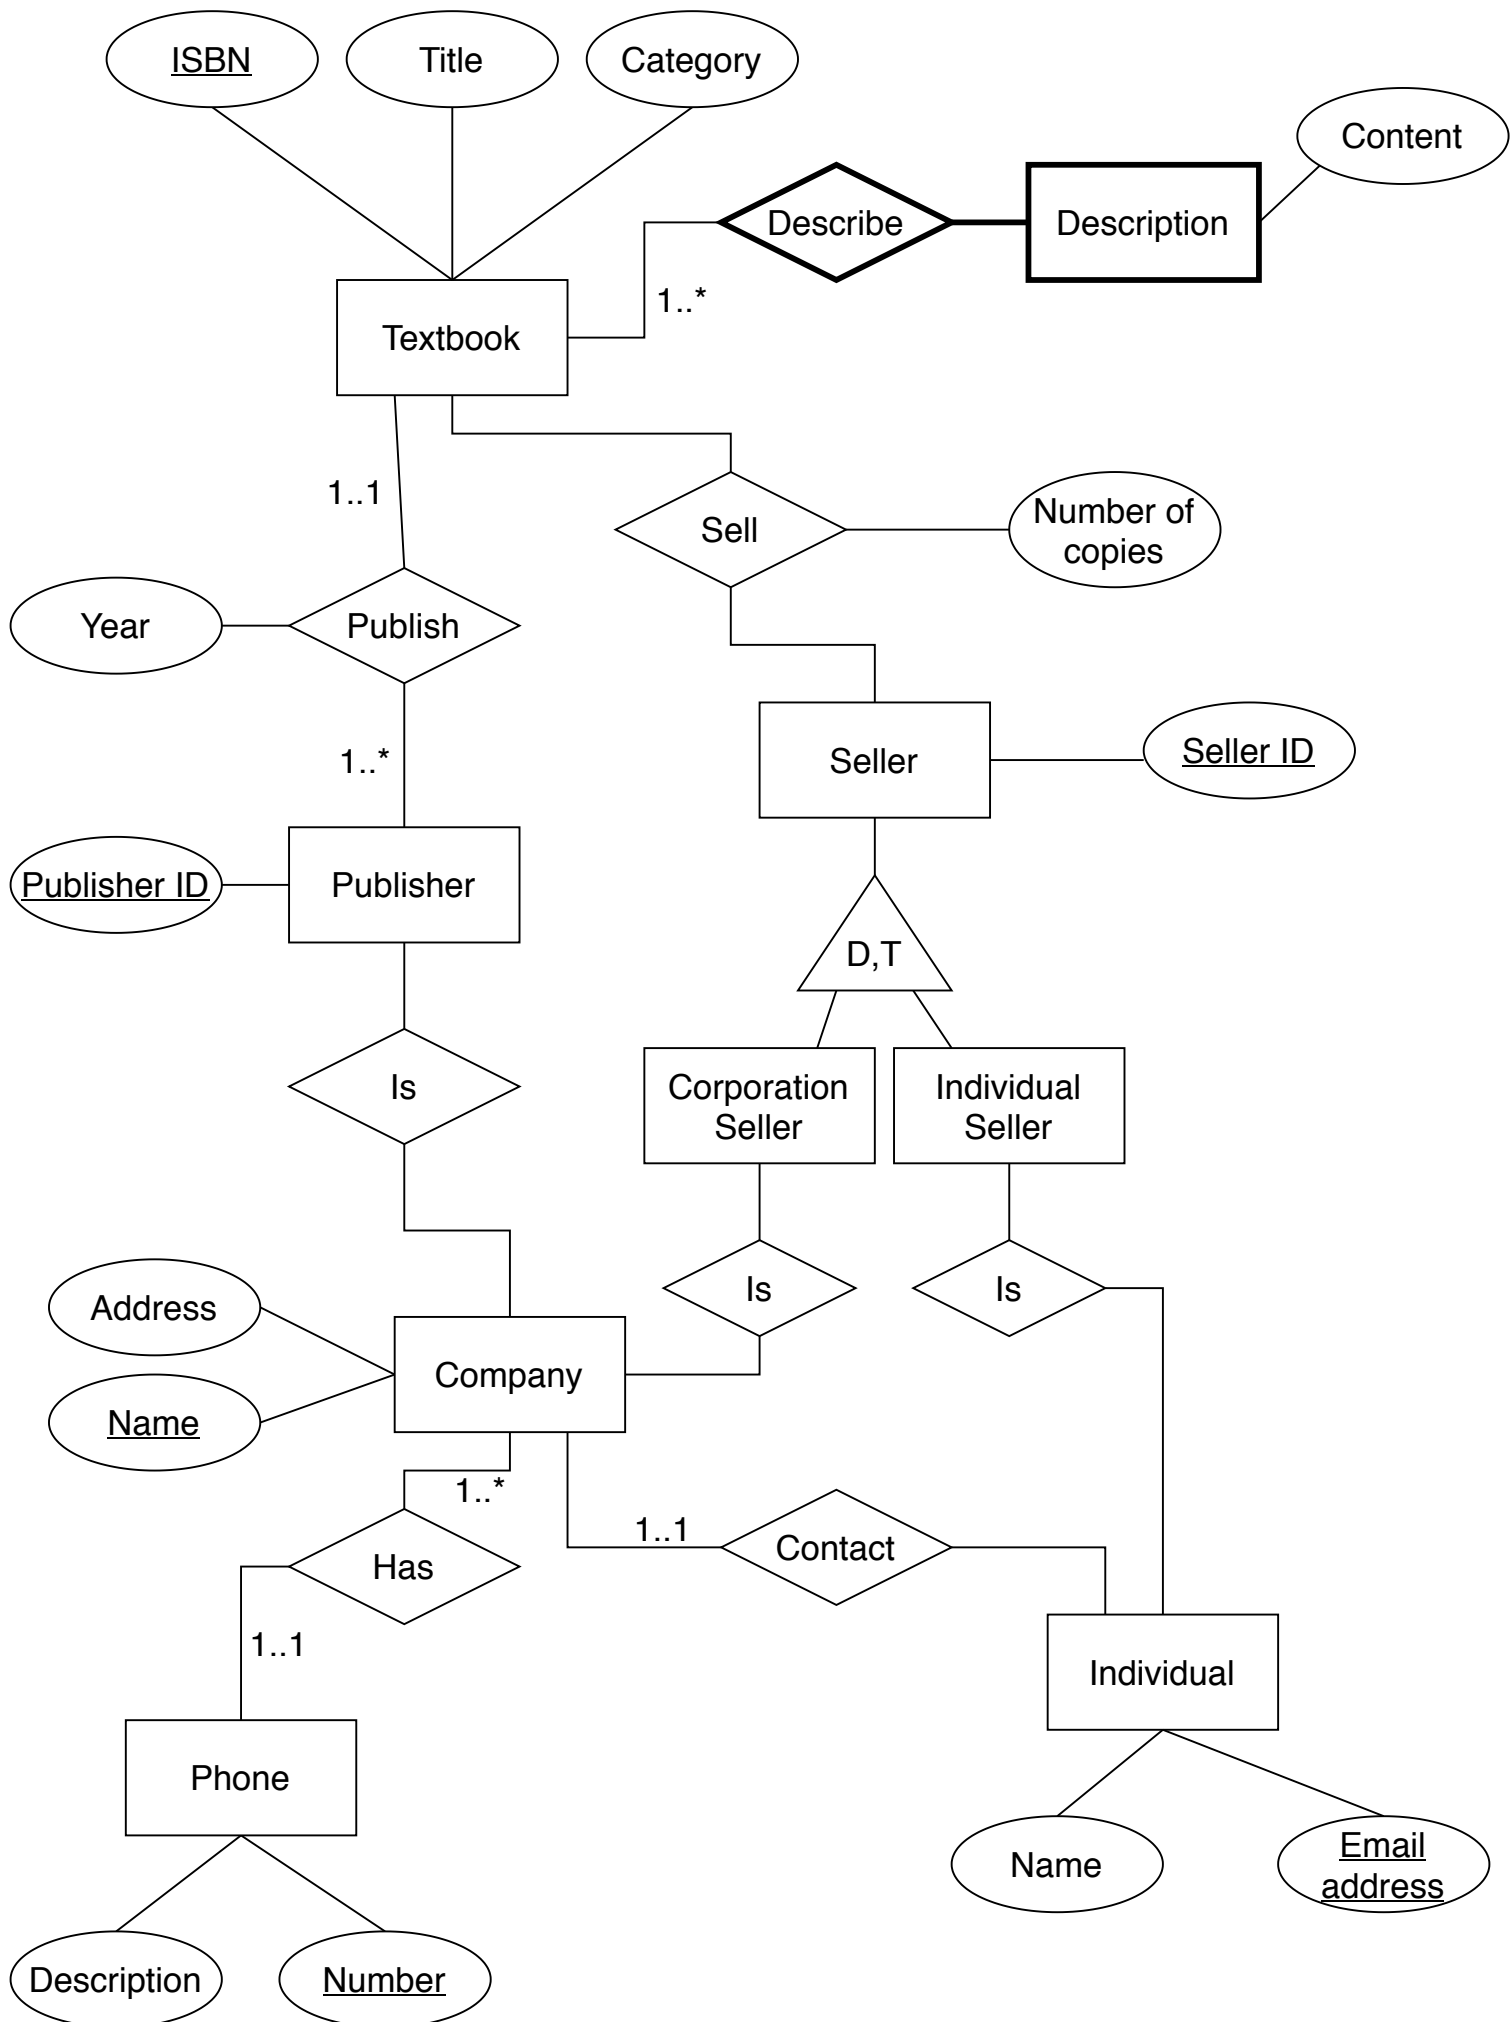 ISBN
Title
Category
Content
Describe
Description
1..*
Textbook
1..1
Sell
Number of
copies
Year
Publish
1..*
Seller
Seller ID
Publisher ID
Publisher
D,T
Is
Corporation
Seller
Individual
Seller
Address
Is
Is
Company
Name
1..*
1..1
Contact
Has
1..1
Individual
Phone
Name
Email
address
Description
Number